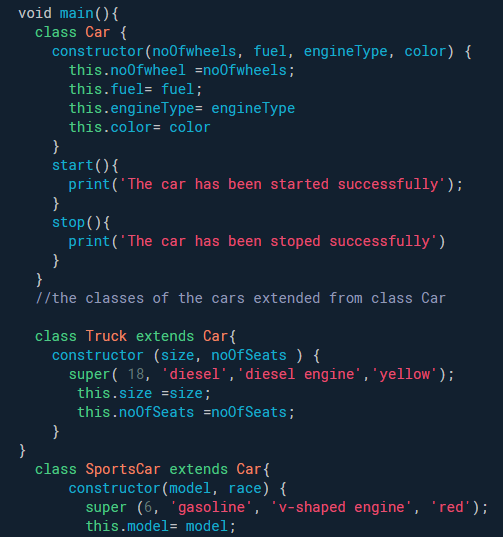 void main(){
class Car {
constructor(noOfwheels, fuel, engineType, color) {
this.noOfwheel =noOfwheels;
this.fuel= fuel;
this.engineType= engineType
this.color= color
}
start(){
print('The car has been started successfully');
}
stop(){
print('The car has been stoped successfully')
}
}
//the classes of the cars extended from class Car
class Truck extends Car{
constructor (size, noOfSeats ) {
super( 18, 'diesel','diesel engine','yellow');
this.size =size;
this.noOfSeats =noOfSeats;
}
}
class SportsCar extends Car{
constructor(model, race) {
super (6, 'gasoline', 'v-shaped engine', 'red');
this.model= model;